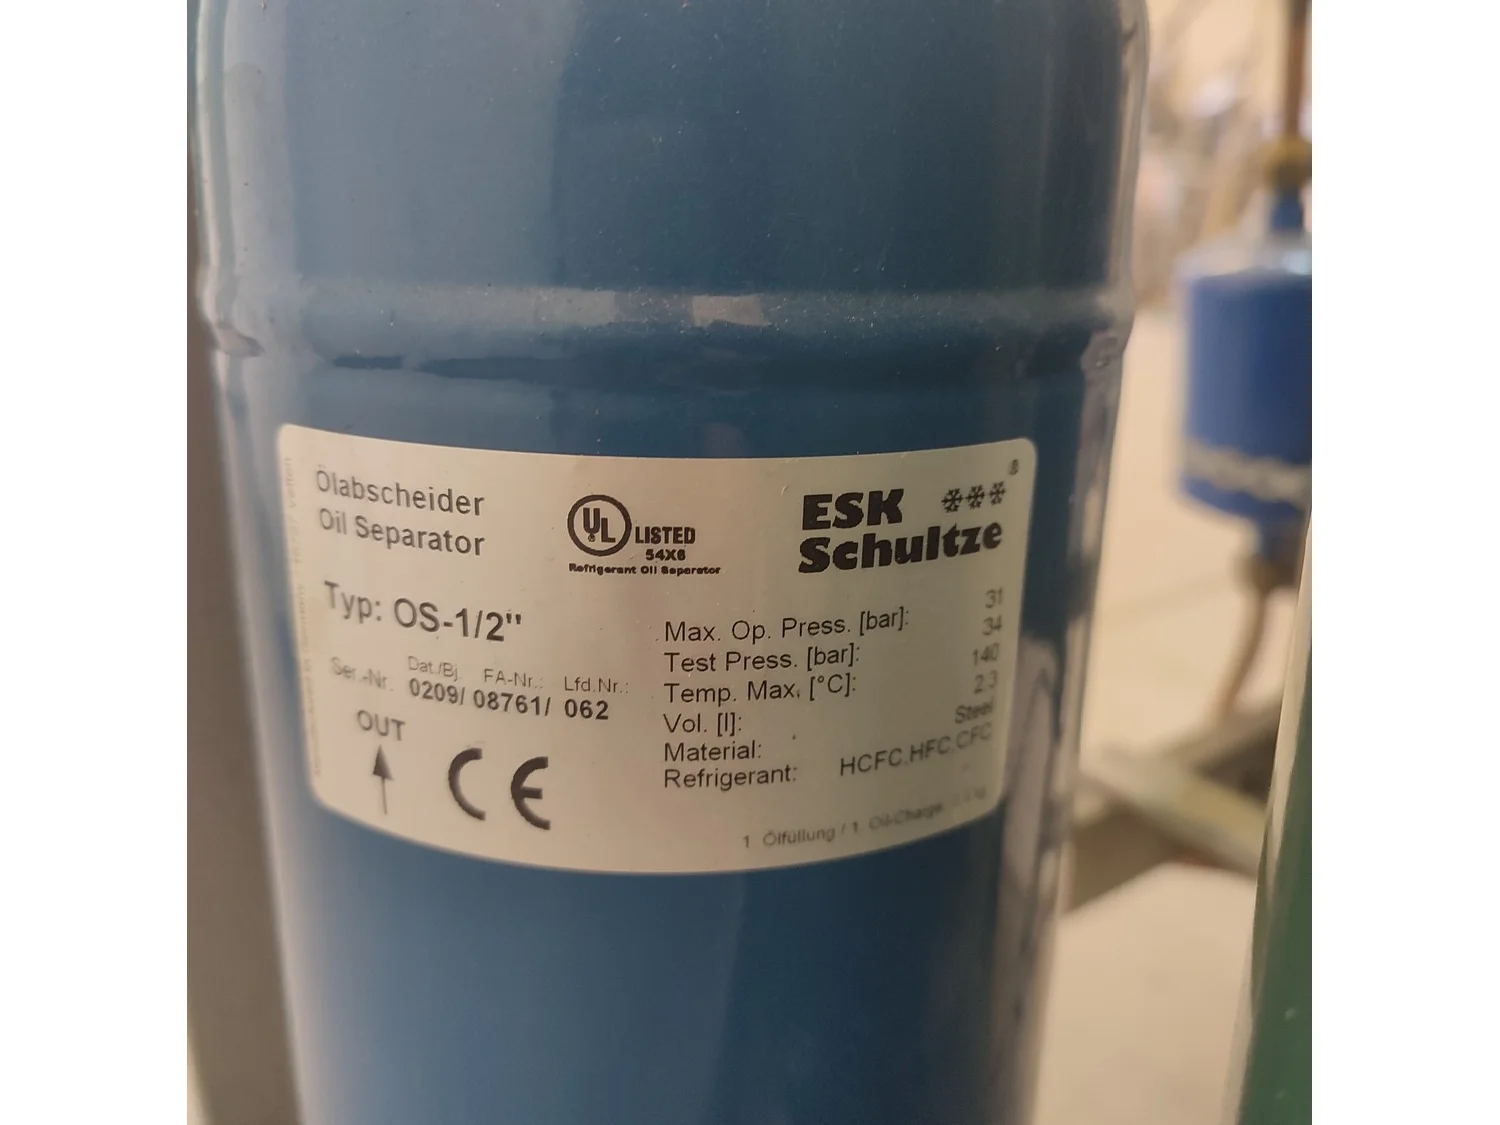 Ölabscheider
Oil Separator
UL LISTED
54X6
Refrigerant Oil Separator
ESK
Schultze
®
Typ: OS-1/2"
Ser.-Nr. Dat./Bj. FA-Nr.: Lfd.Nr.:
0209/ 08761/ 062
OUT
CE
Max. Op. Press. [bar]: 31
Test Press. [bar]: 34
Temp. Max. [°C]: 140
Vol. [l]: 2.3
Material: Steel
Refrigerant: HCFC.HFC.CFC
1. Ölfüllung / 1. Oil-Charge: